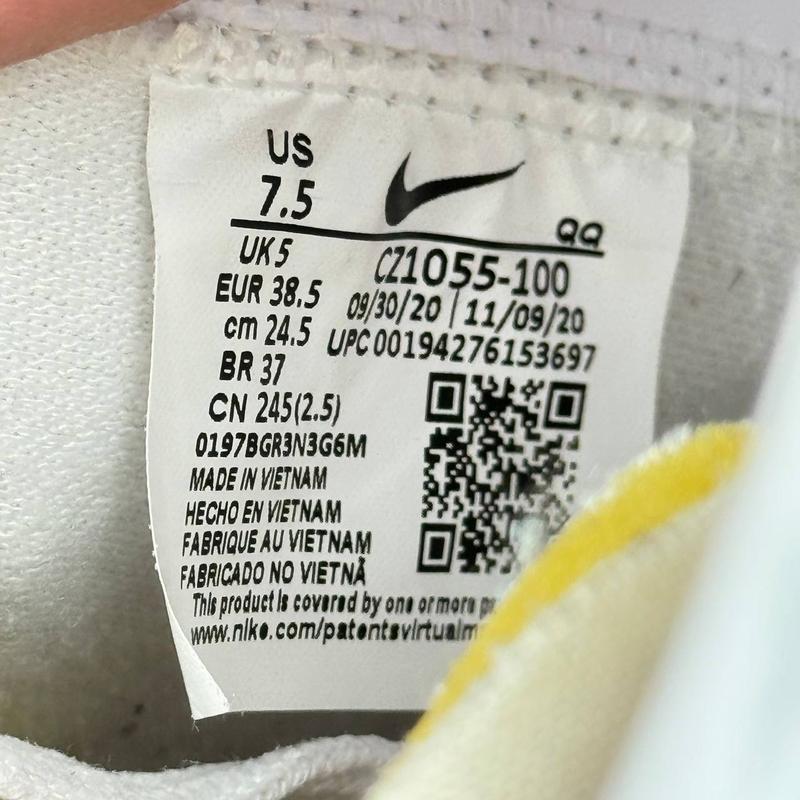 US
7.5
QQ
UK 5
CZ1055-100
EUR 38.5
09/30/20 | 11/09/20
cm 24.5
UPC 00194276153697
BR 37
CN 245(2.5)
0197BGR3N3G6M
MADE IN VIETNAM
HECHO EN VIETNAM
FABRIQUE AU VIETNAM
FABRICADO NO VIETNÃ
This product is covered by one or more
www.nike.com/patentsvirtualm